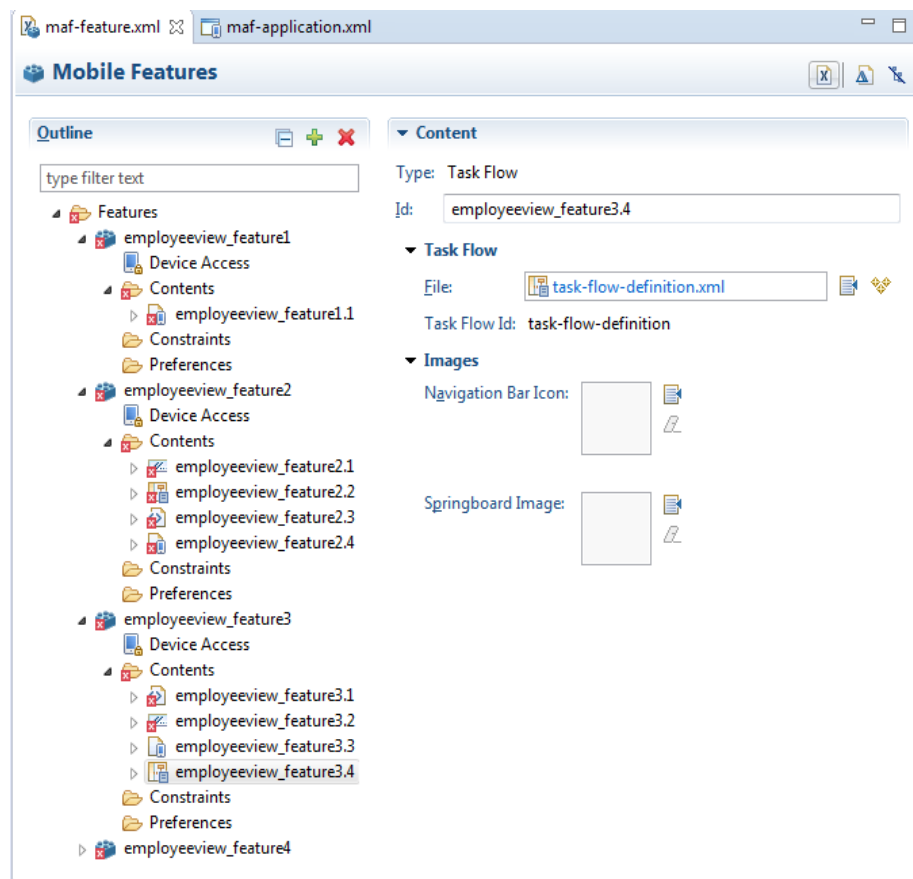 maf-feature.xml maf-application.xml
Mobile Features
Outline
type filter text
Features
employeeview_feature1
Device Access
Contents
employeeview_feature1.1
Constraints
Preferences
employeeview_feature2
Device Access
Contents
employeeview_feature2.1
employeeview_feature2.2
employeeview_feature2.3
employeeview_feature2.4
Constraints
Preferences
employeeview_feature3
Device Access
Contents
employeeview_feature3.1
employeeview_feature3.2
employeeview_feature3.3
employeeview_feature3.4
Constraints
Preferences
employeeview_feature4
Content
Type: Task Flow
Id: employeeview_feature3.4
Task Flow
File: task-flow-definition.xml
Task Flow Id: task-flow-definition
Images
Navigation Bar Icon:
Springboard Image: